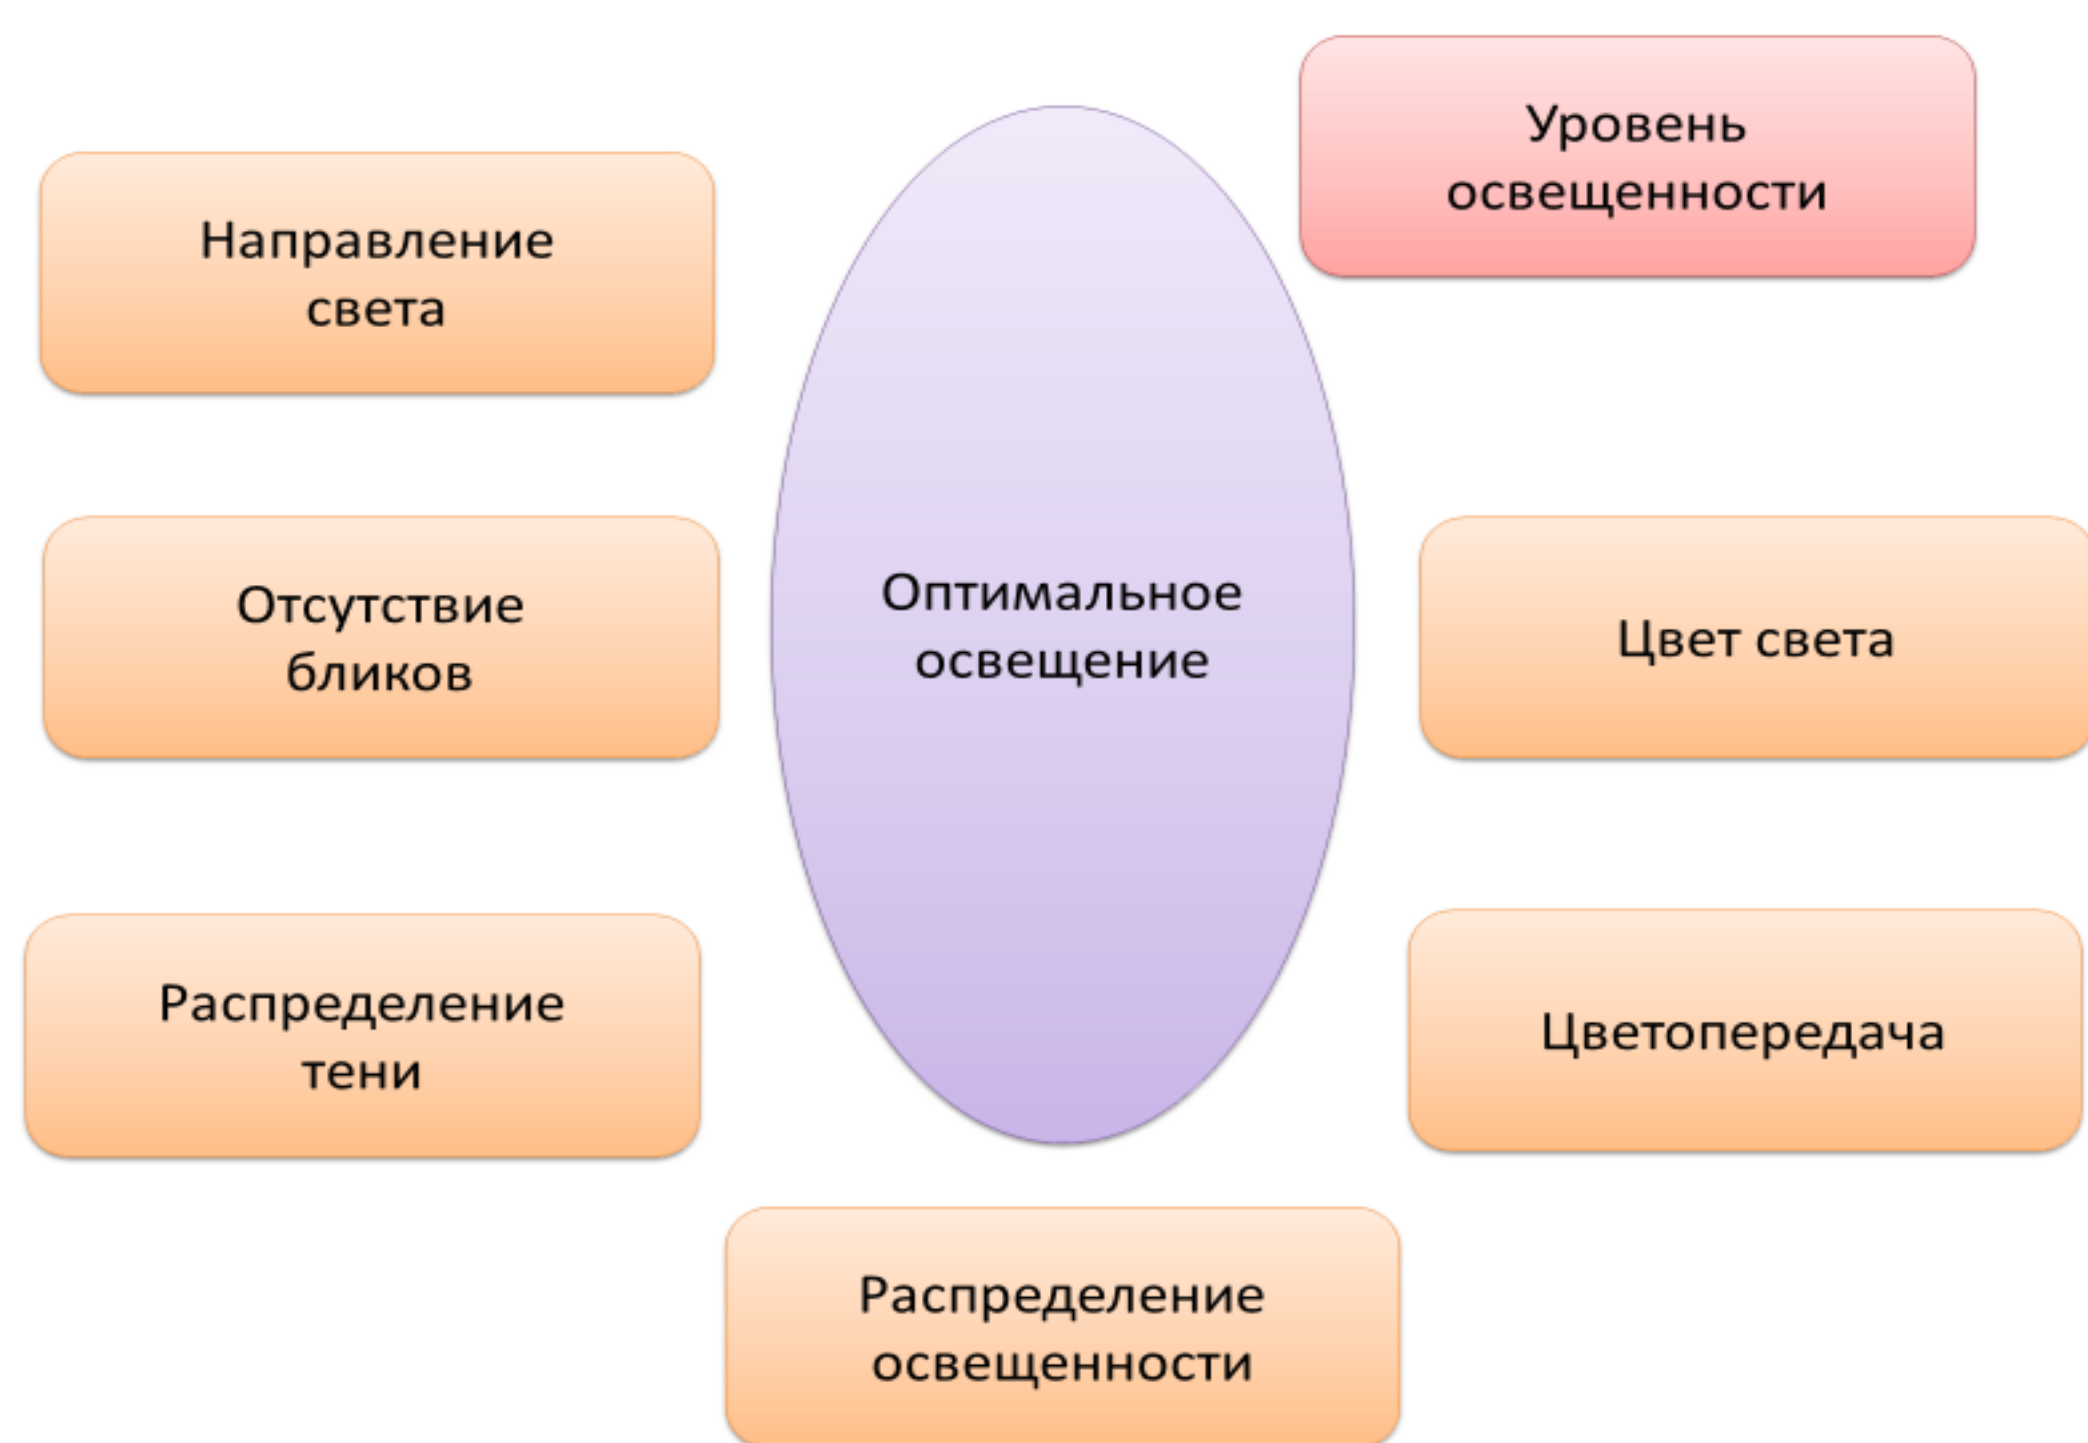 Уровень
освещенности
Направление
света
Оптимальное
освещение
Отсутствие
бликов
Цвет света
Распределение
тени
Цветопередача
Распределение
освещенности